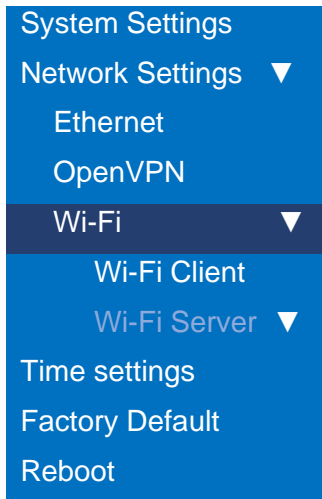 System Settings
Network Settings ▼
Ethernet
OpenVPN
Wi-Fi ▼
Wi-Fi Client
Wi-Fi Server ▼
Time settings
Factory Default
Reboot